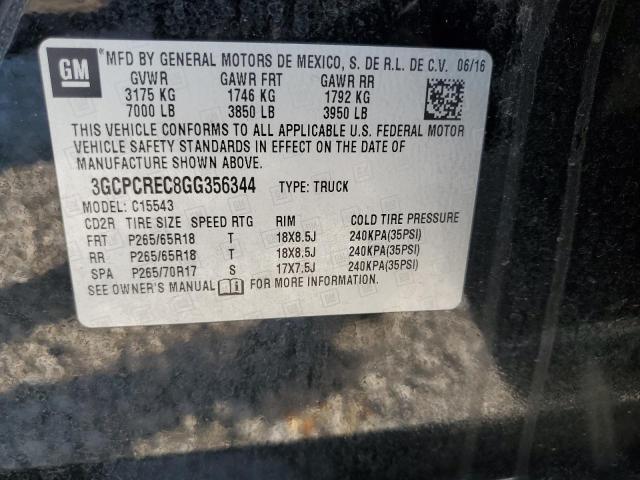 GM
MFD BY GENERAL MOTORS DE MEXICO, S. DE R.L. DE C.V. 06/16
GVWR GAWR FRT GAWR RR
3175 KG 1746 KG 1792 KG
7000 LB 3850 LB 3950 LB
THIS VEHICLE CONFORMS TO ALL APPLICABLE U.S. FEDERAL MOTOR
VEHICLE SAFETY STANDARDS IN EFFECT ON THE DATE OF
MANUFACTURE SHOWN ABOVE.
3GCPCREC8GG356344 TYPE: TRUCK
MODEL: C15543
CD2R TIRE SIZE SPEED RTG RIM COLD TIRE PRESSURE
FRT P265/65R18 T 18X8.5J 240KPA(35PSI)
RR P265/65R18 T 18X8.5J 240KPA(35PSI)
SPA P265/70R17 S 17X7.5J 240KPA(35PSI)
SEE OWNER'S MANUAL FOR MORE INFORMATION.